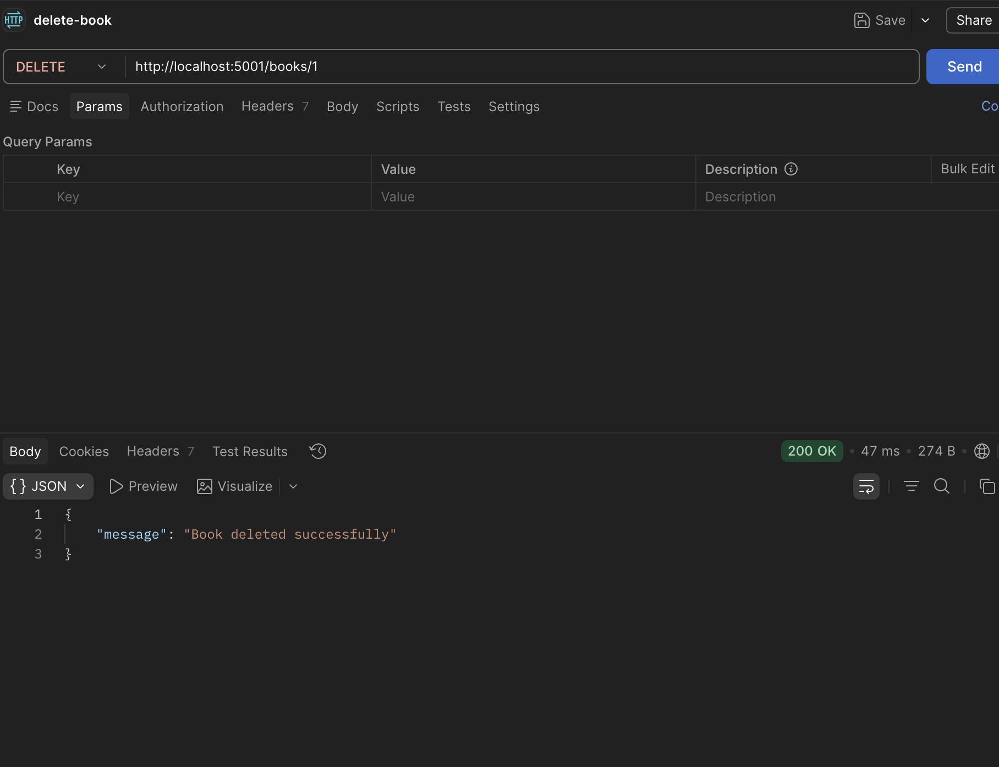 HTTP delete-book Save Share
DELETE http://localhost:5001/books/1 Send
Docs Params Authorization Headers 7 Body Scripts Tests Settings Co
Query Params
Key Value Description Bulk Edit
Key Value Description
Body Cookies Headers 7 Test Results 200 OK • 47 ms • 274 B •
{} JSON Preview Visualize
1 {
2 "message": "Book deleted successfully"
3 }